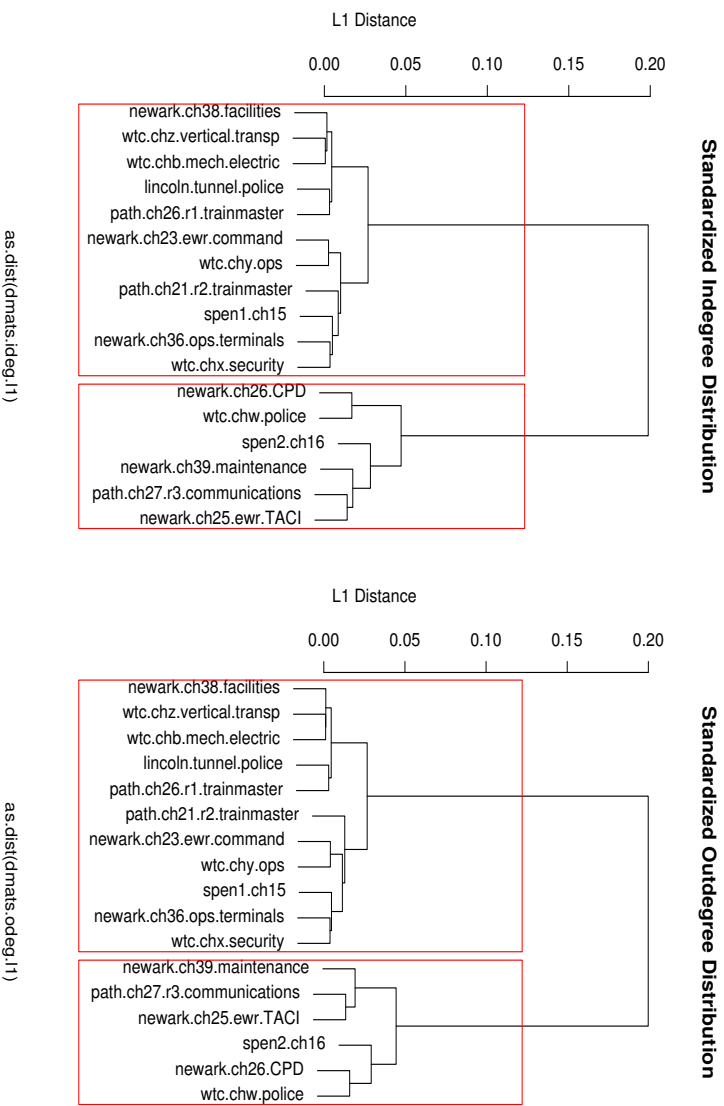 L1 Distance
0.00 0.05 0.10 0.15 0.20
Standardized Indegree Distribution
newark.ch38.facilities
wtc.chz.vertical.transp
wtc.chb.mech.electric
lincoln.tunnel.police
path.ch26.r1.trainmaster
newark.ch23.ewr.command
wtc.chy.ops
path.ch21.r2.trainmaster
spen1.ch15
newark.ch36.ops.terminals
wtc.chx.security
newark.ch26.CPD
wtc.chw.police
spen2.ch16
newark.ch39.maintenance
path.ch27.r3.communications
newark.ch25.ewr.TACI
as.dist(dmats.ideg.l1)
L1 Distance
0.00 0.05 0.10 0.15 0.20
Standardized Outdegree Distribution
newark.ch38.facilities
wtc.chz.vertical.transp
wtc.chb.mech.electric
lincoln.tunnel.police
path.ch26.r1.trainmaster
path.ch21.r2.trainmaster
newark.ch23.ewr.command
wtc.chy.ops
spen1.ch15
newark.ch36.ops.terminals
wtc.chx.security
newark.ch39.maintenance
path.ch27.r3.communications
newark.ch25.ewr.TACI
spen2.ch16
newark.ch26.CPD
wtc.chw.police
as.dist(dmats.odeg.l1)